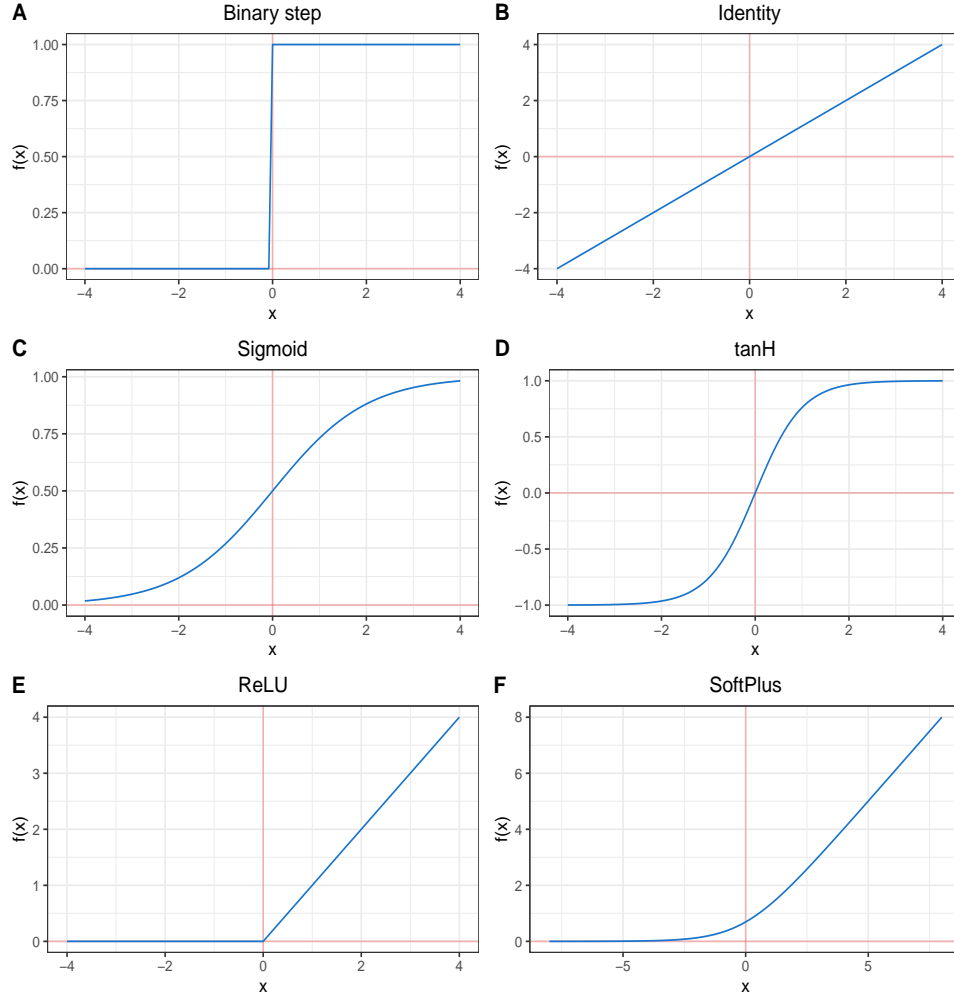 A Binary step
1.00
0.75
0.50
0.25
0.00
f(x)
−4 −2 0 2 4
x
B Identity
4
2
0
−2
−4
f(x)
−4 −2 0 2 4
x
C Sigmoid
1.00
0.75
0.50
0.25
0.00
f(x)
−4 −2 0 2 4
x
D tanH
1.0
0.5
0.0
−0.5
−1.0
f(x)
−4 −2 0 2 4
x
E ReLU
4
3
2
1
0
f(x)
−4 −2 0 2 4
x
F SoftPlus
8
6
4
2
0
f(x)
−5 0 5
x